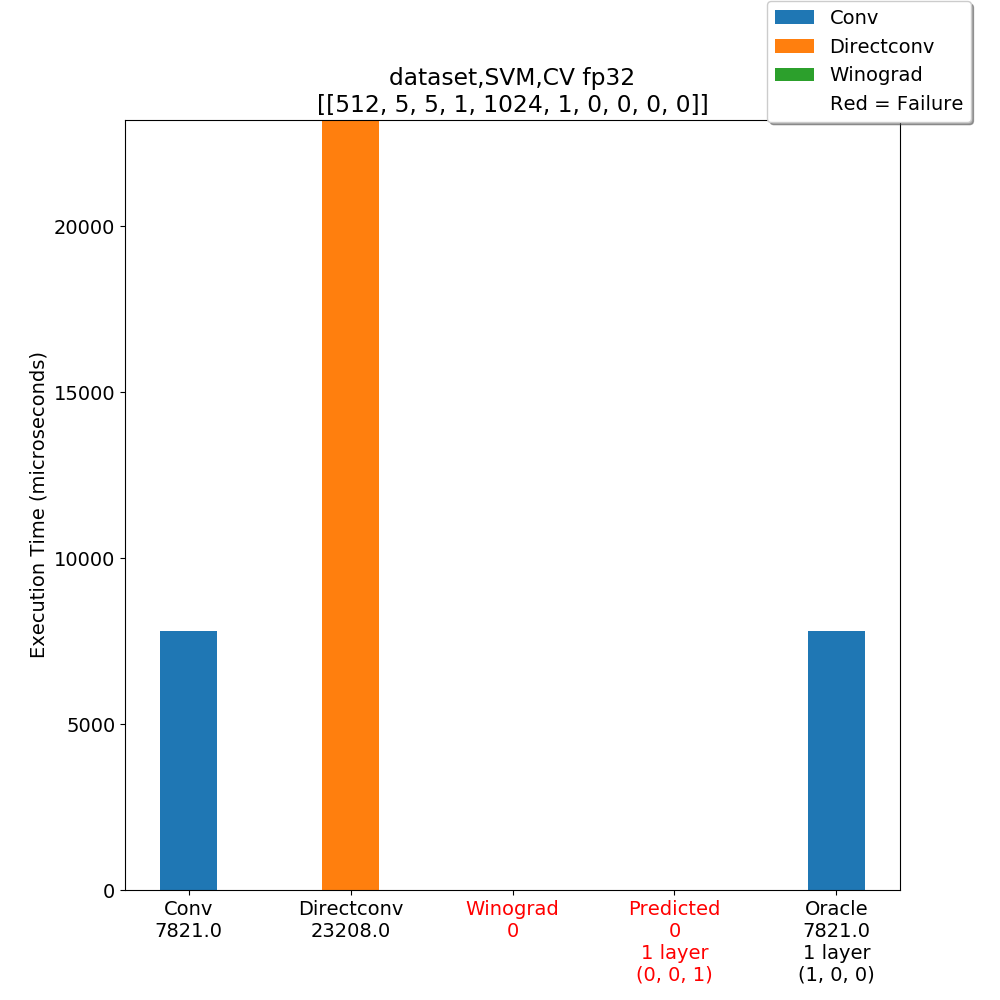 Conv
Directconv
Winograd
Red = Failure
dataset,SVM,CV fp32
[[512, 5, 5, 1, 1024, 1, 0, 0, 0, 0]]
Execution Time (microseconds)
20000
15000
10000
5000
0
Conv
7821.0
Directconv
23208.0
Winograd
0
Predicted
0
1 layer
(0, 0, 1)
Oracle
7821.0
1 layer
(1, 0, 0)